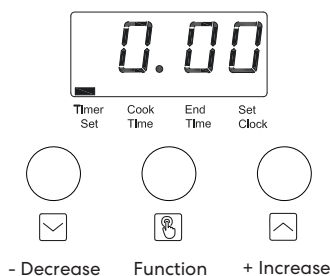 0.00
TImer Cook End Set
Set TIme TIme Clock
- Decrease Function + Increase